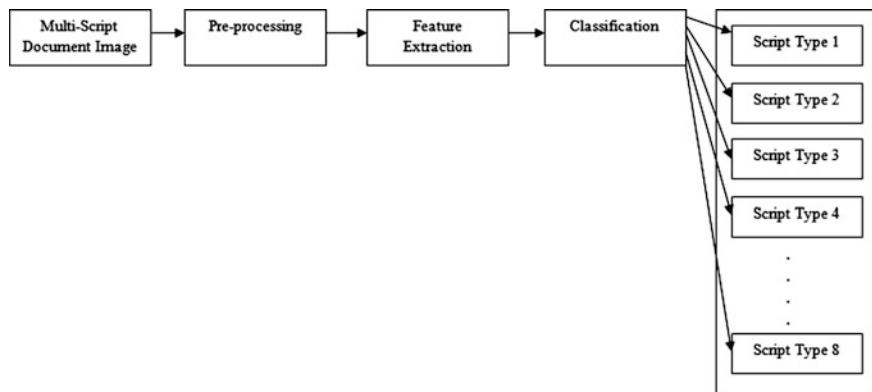 Multi-Script
Document Image
Pre-processing
Feature
Extraction
Classification
Script Type 1
Script Type 2
Script Type 3
Script Type 4
.
.
.
.
Script Type 8